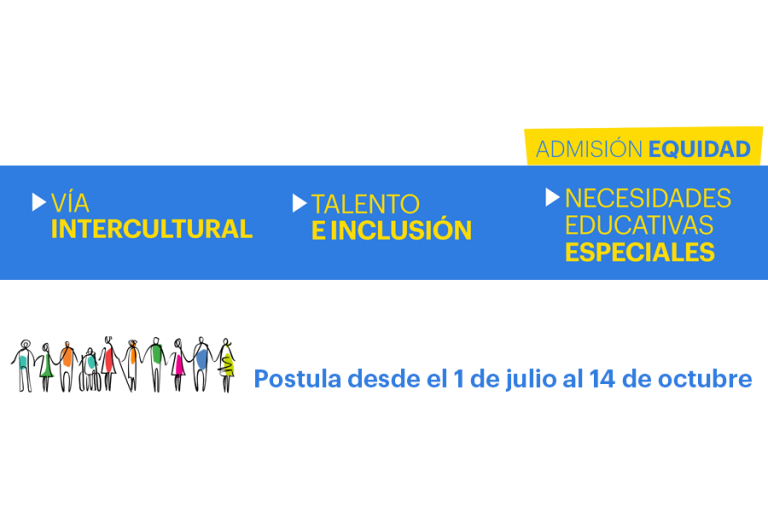 ADMISIÓN EQUIDAD
VÍA
INTERCULTURAL
TALENTO
E INCLUSIÓN
NECESIDADES
EDUCATIVAS
ESPECIALES
Postula desde el 1 de julio al 14 de octubre